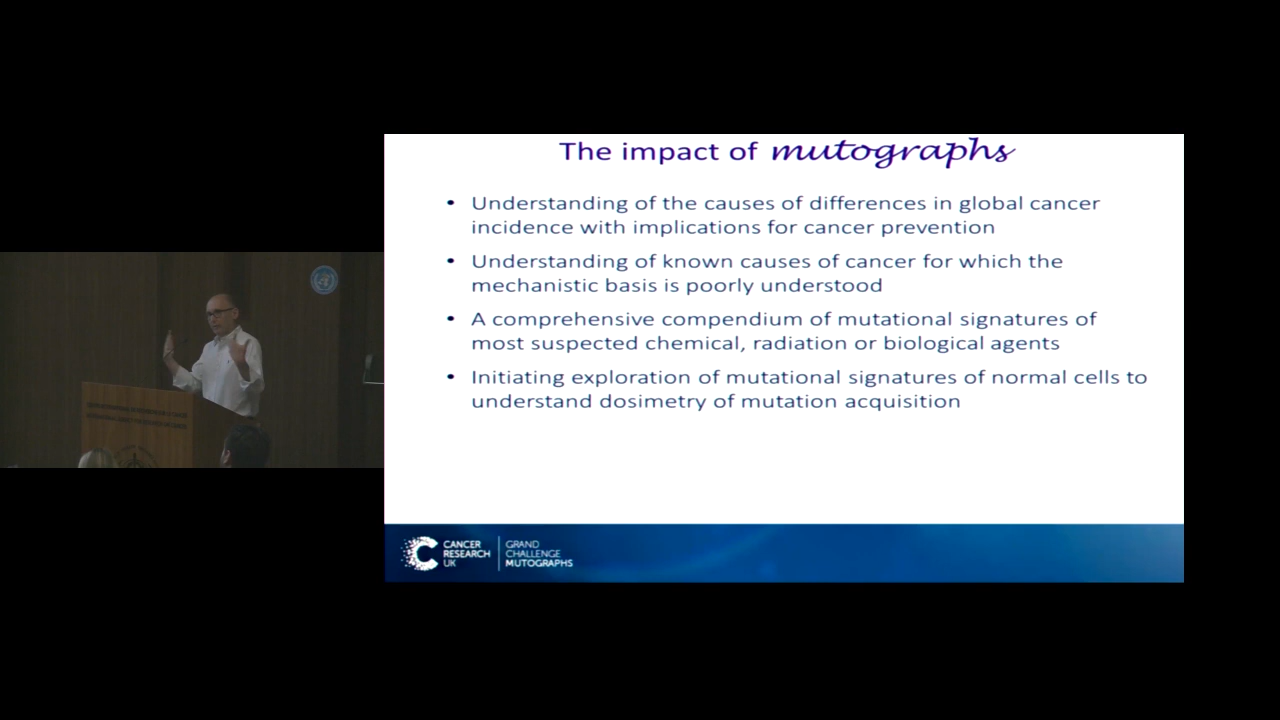 The impact of mutographs
• Understanding of the causes of differences in global cancer
incidence with implications for cancer prevention
• Understanding of known causes of cancer for which the
mechanistic basis is poorly understood
• A comprehensive compendium of mutational signatures of
most suspected chemical, radiation or biological agents
• Initiating exploration of mutational signatures of normal cells to
understand dosimetry of mutation acquisition
CANCER
RESEARCH
UK
GRAND
CHALLENGE
MUTOGRAPHS